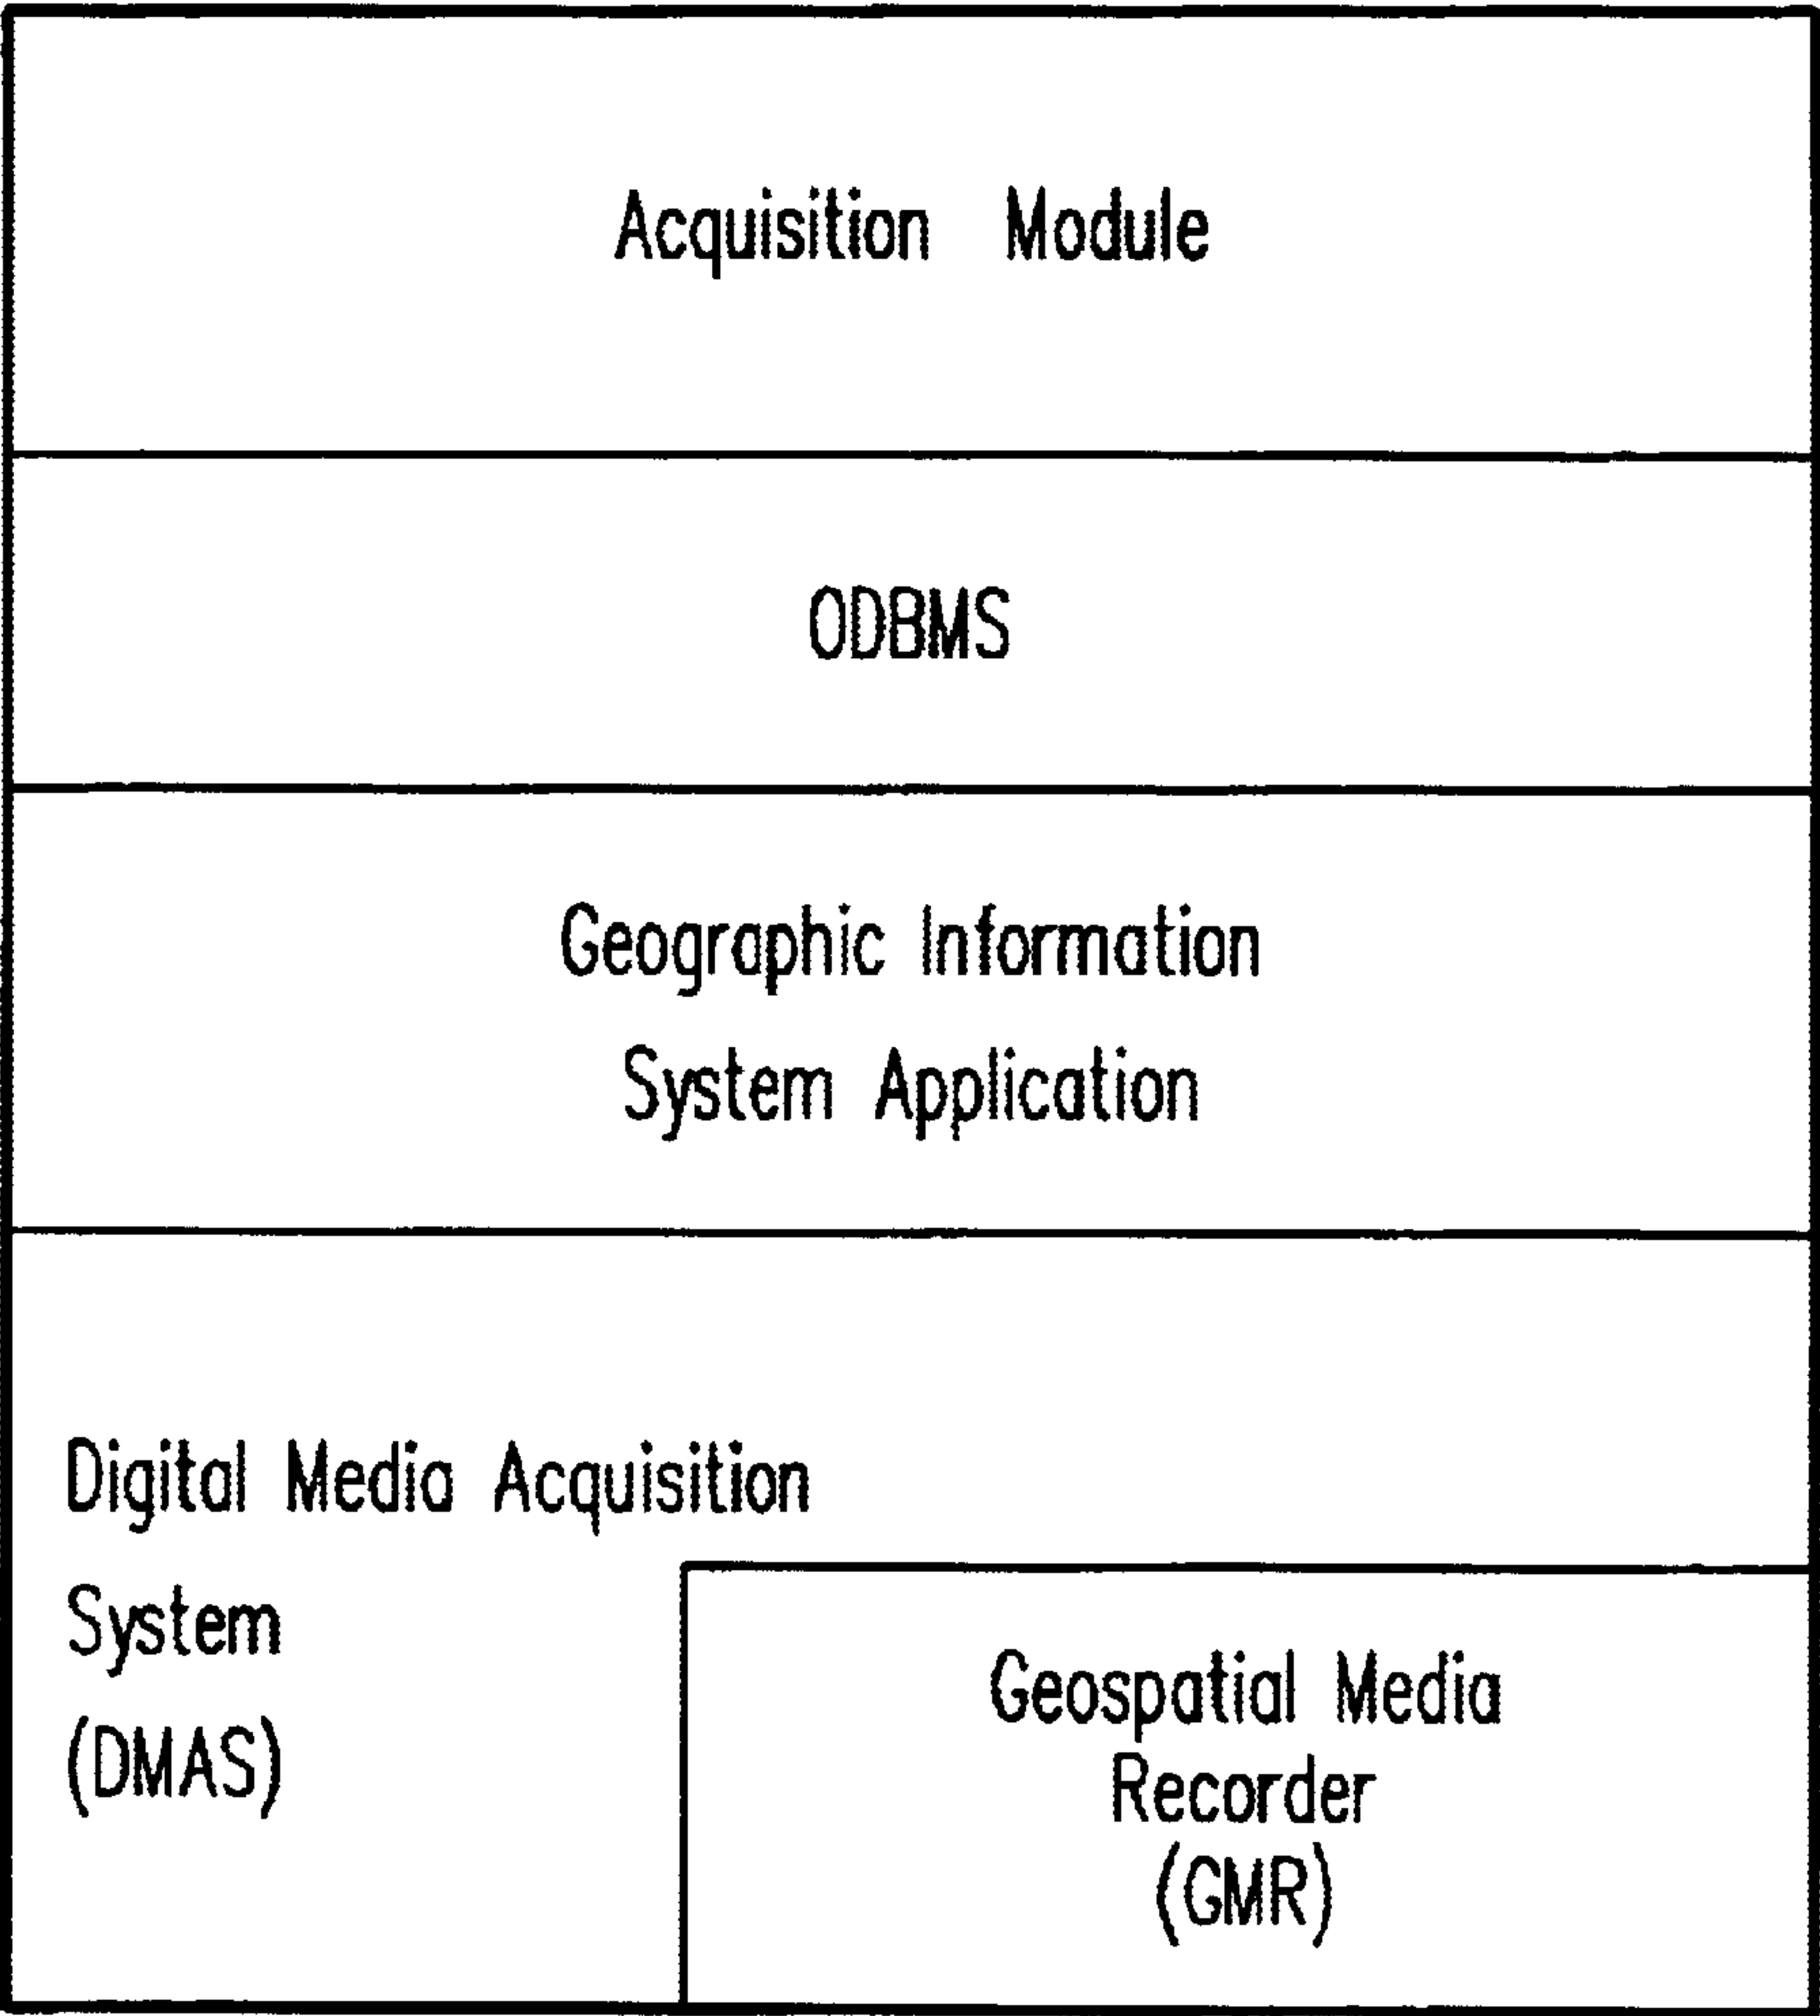 Acquisition Module
ODBMS
Geographic Information
System Application
Digital Media Acquisition
System
(DMAS)
Geospatial Media
Recorder
(GMR)